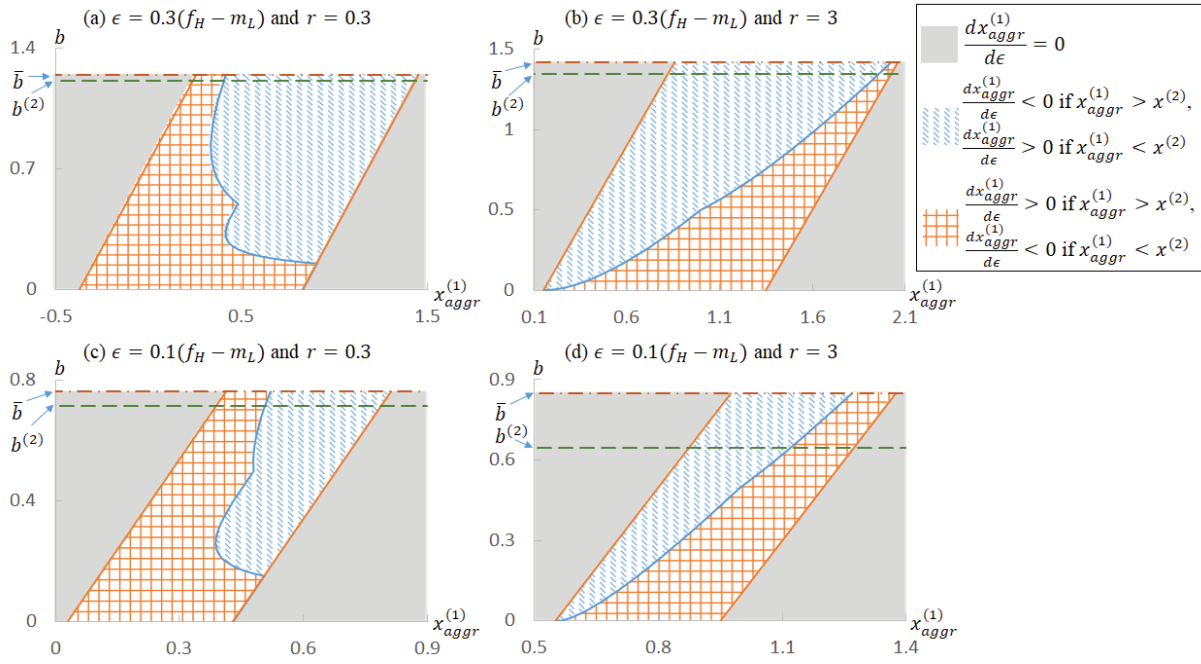 (a) ϵ = 0.3(f_H − m_L) and r = 0.3
b
1.4
b̄
b^(2)
0.7
0
-0.5
0.5
1.5
x_aggr^(1)
(b) ϵ = 0.3(f_H − m_L) and r = 3
b
1.5
b̄
b^(2)
1
0.5
0
0.1
0.6
1.1
1.6
2.1
x_aggr^(1)
dx_aggr^(1)/dϵ = 0
dx_aggr^(1)/dϵ < 0 if x_aggr^(1) > x^(2),
dx_aggr^(1)/dϵ > 0 if x_aggr^(1) < x^(2)
dx_aggr^(1)/dϵ > 0 if x_aggr^(1) > x^(2),
dx_aggr^(1)/dϵ < 0 if x_aggr^(1) < x^(2)
(c) ϵ = 0.1(f_H − m_L) and r = 0.3
b
0.8
b̄
b^(2)
0.4
0
0
0.3
0.6
0.9
x_aggr^(1)
(d) ϵ = 0.1(f_H − m_L) and r = 3
b
0.9
b̄
b^(2)
0.6
0.3
0
0.5
0.8
1.1
1.4
x_aggr^(1)